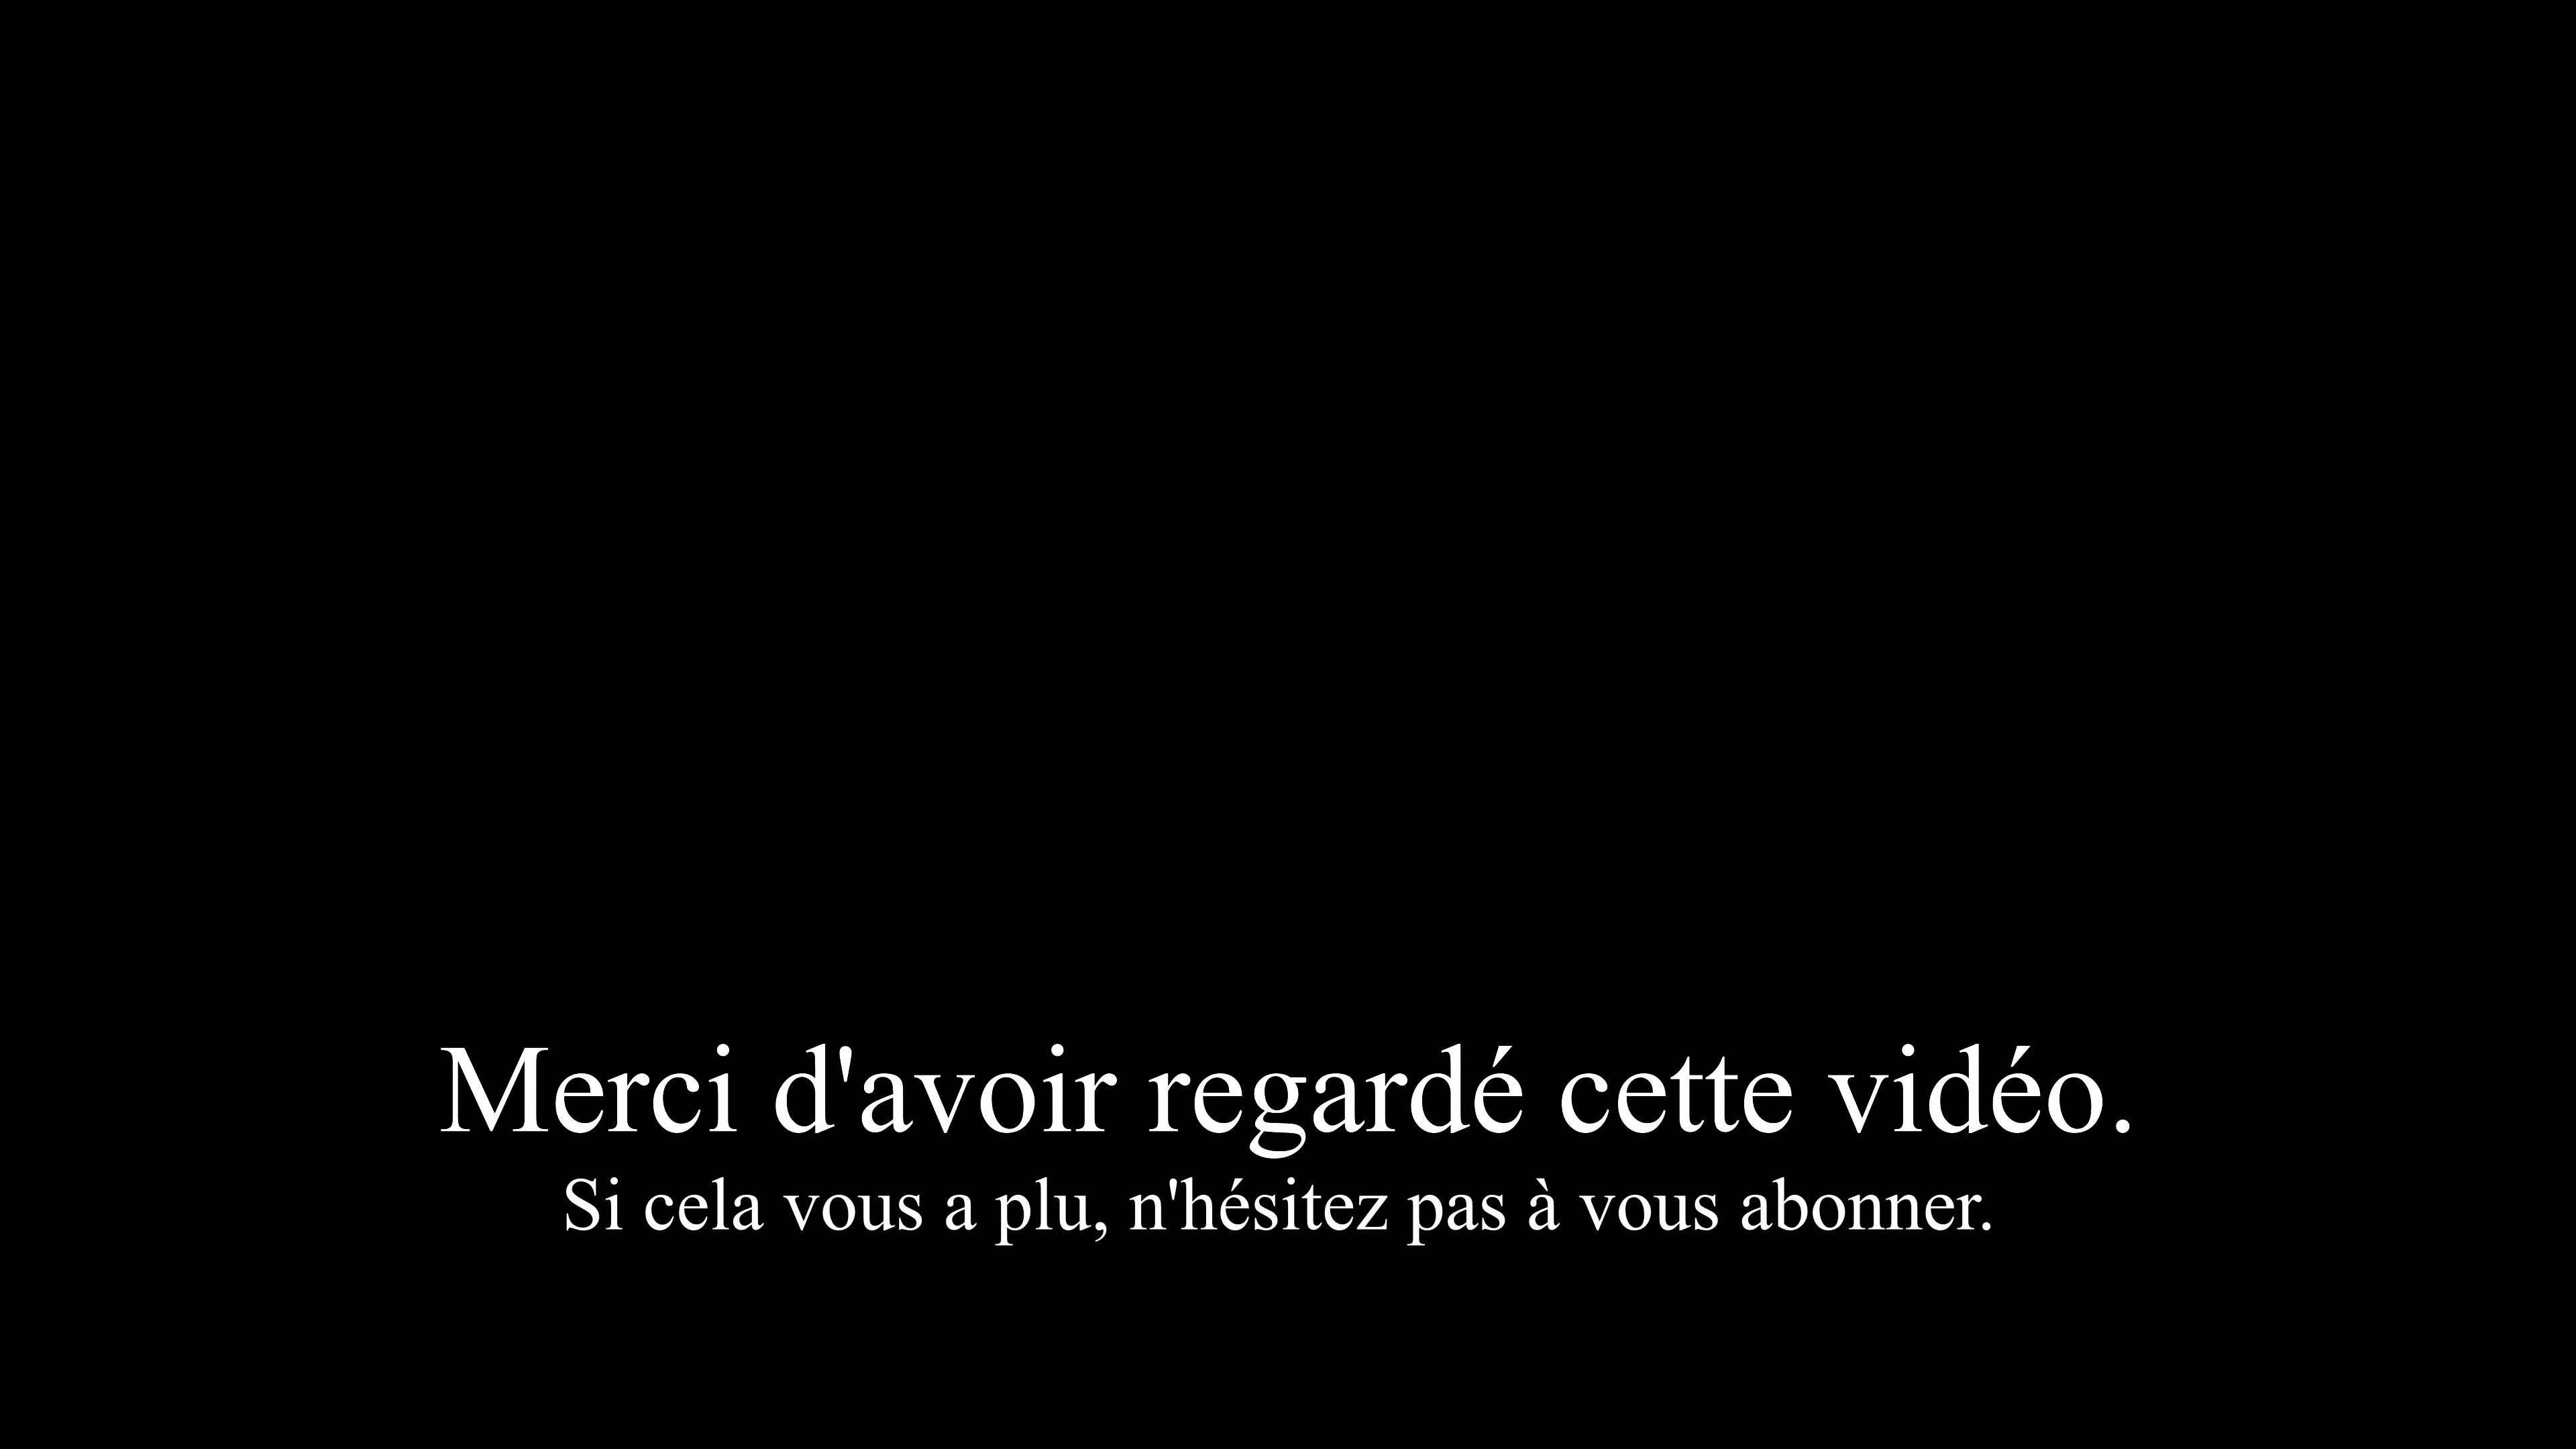 Merci d'avoir regardé cette vidéo.
Si cela vous a plu, n'hésitez pas à vous abonner.